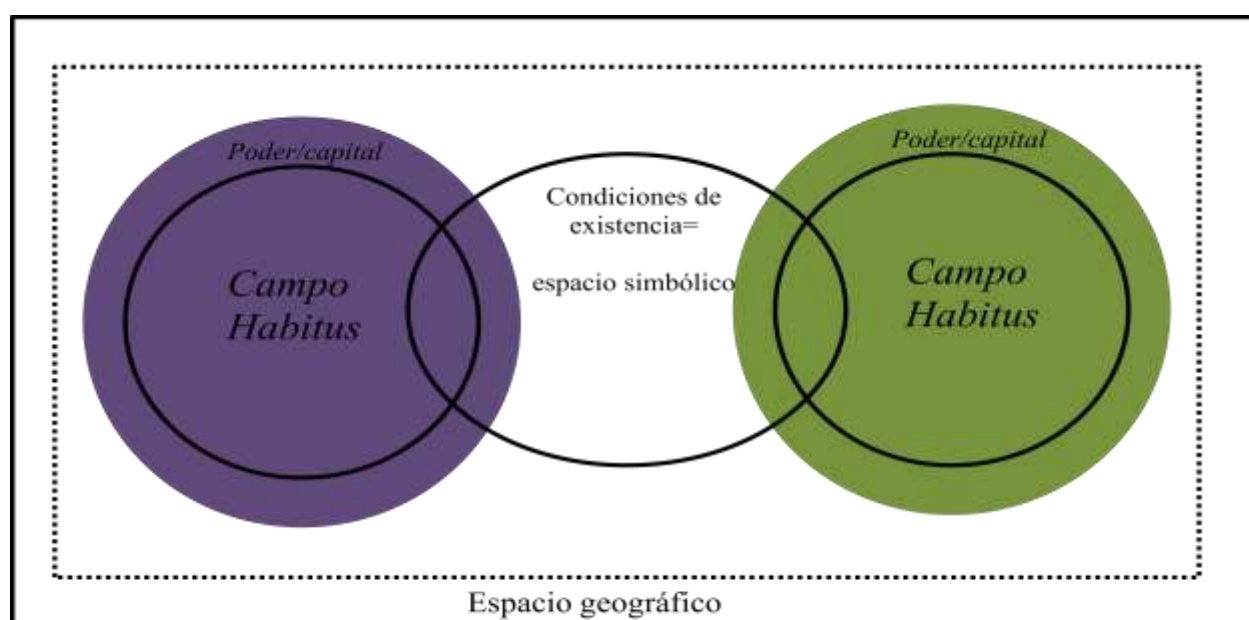 Poder/capital
Campo
Habitus
Condiciones de
existencia=
espacio simbólico
Poder/capital
Campo
Habitus
Espacio geográfico